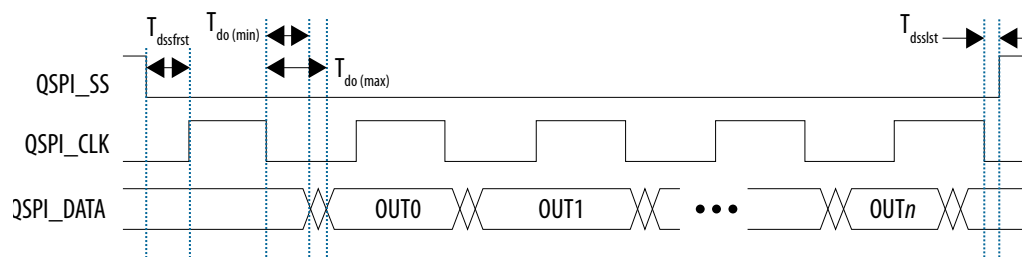 Tdssfrst
Tdo (min)
Tdo (max)
Tdsslst
QSPI_SS
QSPI_CLK
QSPI_DATA
OUT0 OUT1 ••• OUTn